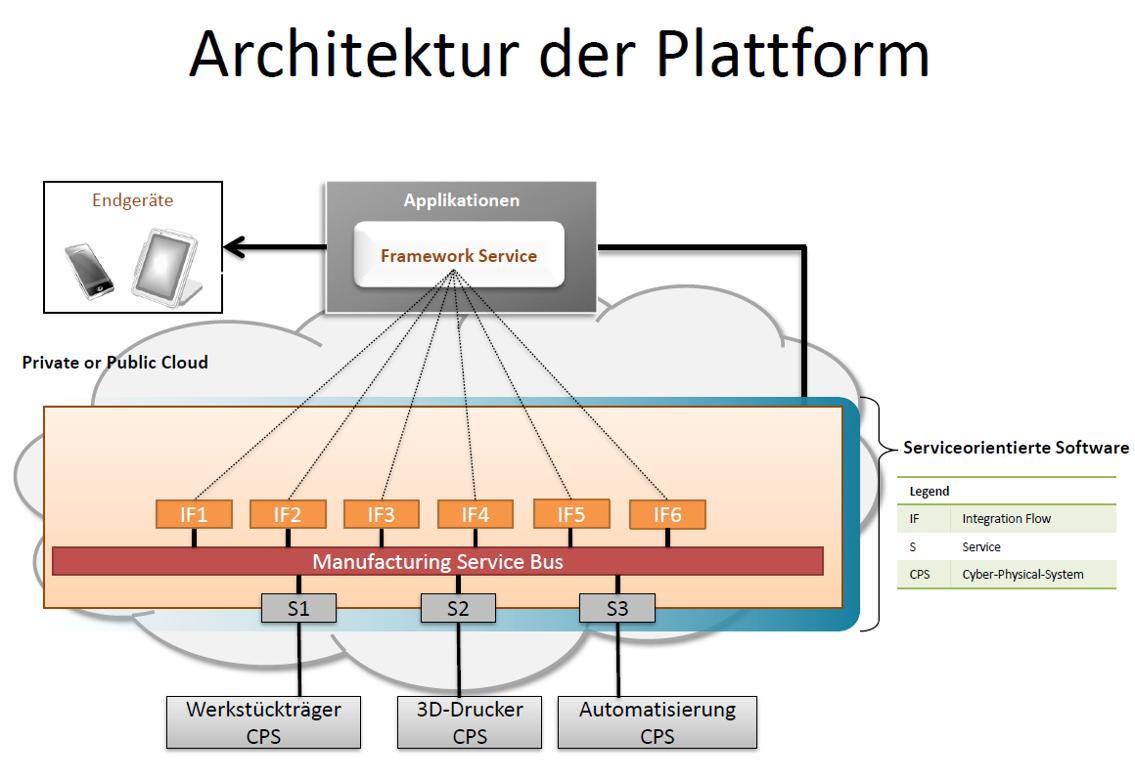 Architektur der Plattform
Endgeräte
Applikationen
Framework Service
Private or Public Cloud
Serviceorientierte Software
Legend
IF Integration Flow
S Service
CPS Cyber-Physical-System
IF1 IF2 IF3 IF4 IF5 IF6
Manufacturing Service Bus
S1 S2 S3
Werkstückträger
CPS
3D-Drucker
CPS
Automatisierung
CPS